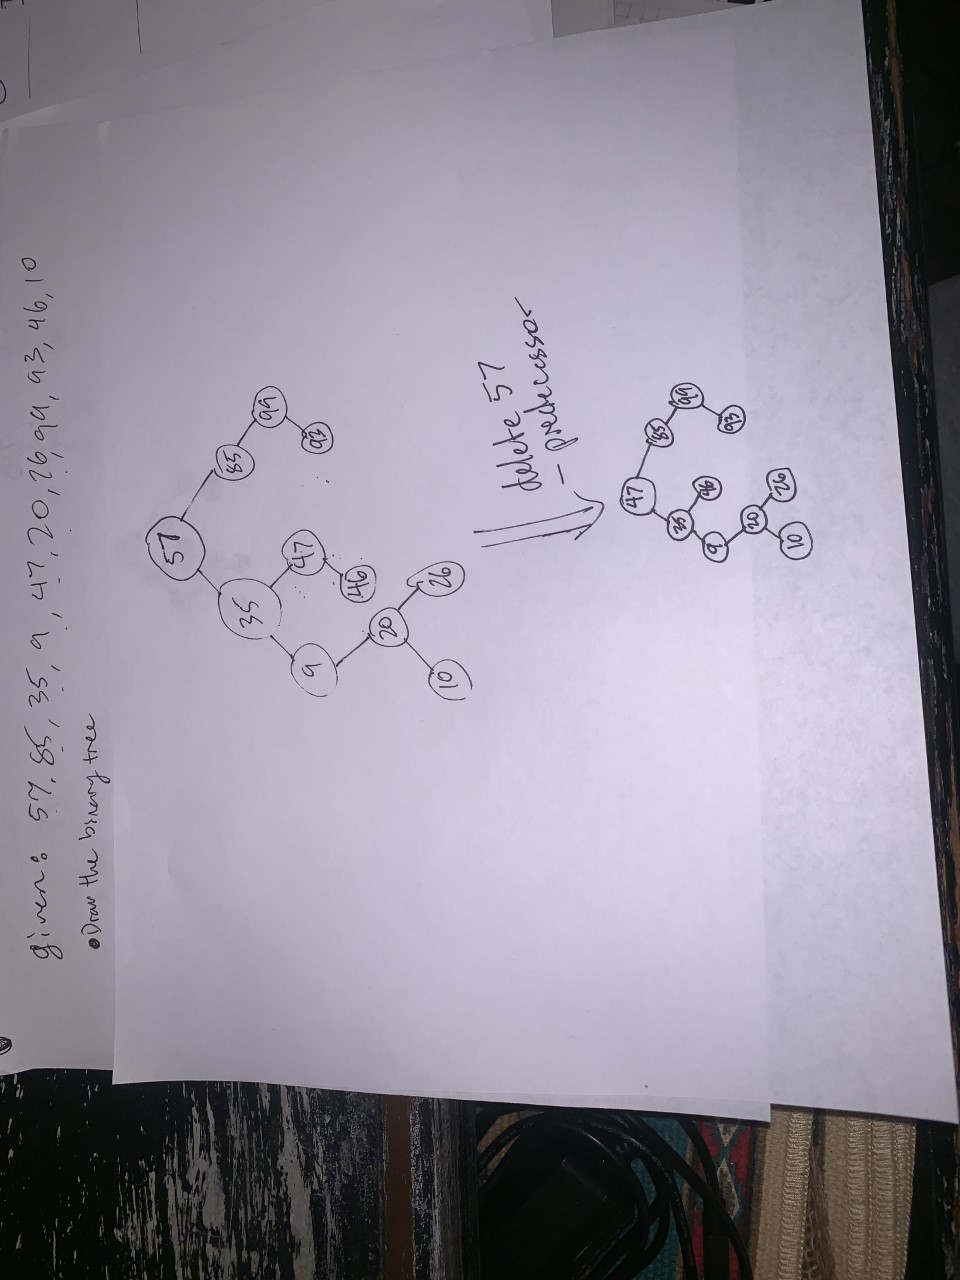 given: 57, 85, 35, 9, 47, 20, 26, 99, 93, 46, 10
•Draw the binary tree
57
35 85
99
9 47 93
46
20
10 26
delete 57
- predecessor
47
35 85
99
9 46
93
20
10 26